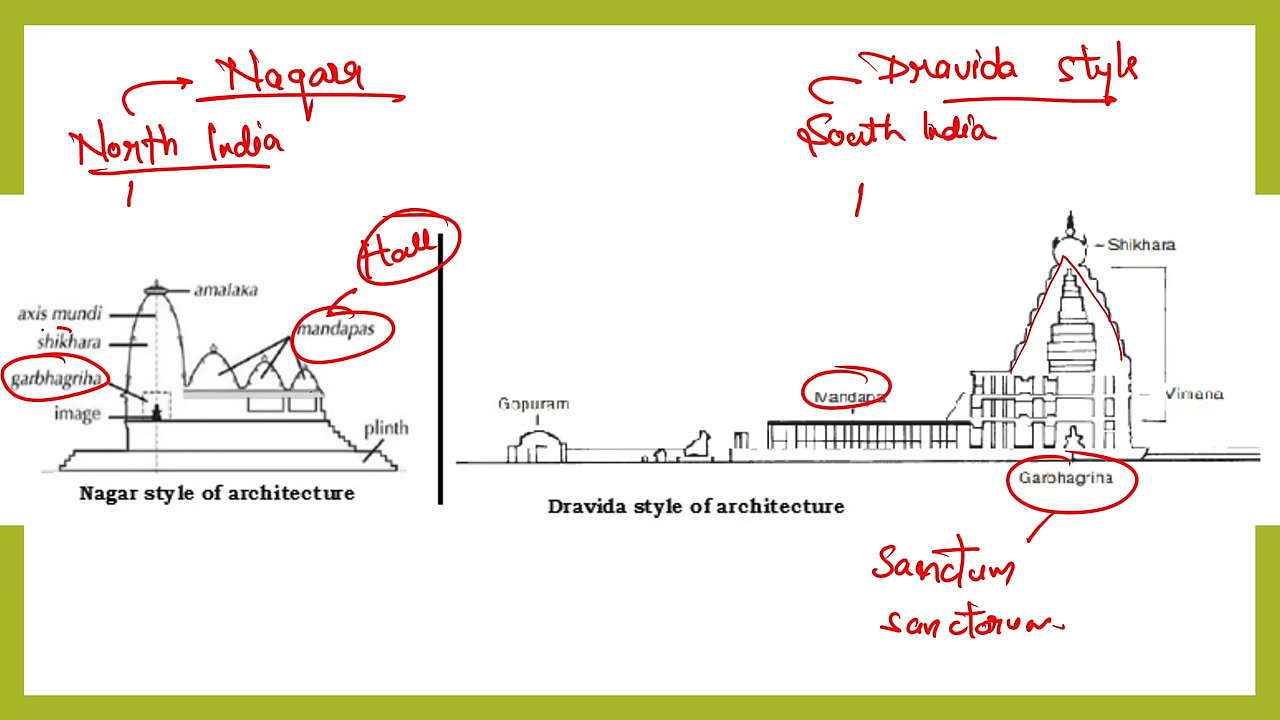 Nagara
North India
Hall
amalaka
axis mundi
shikhara
mandapas
garbhagriha
image
plinth
Nagar style of architecture
Dravida style
South India
Shikhara
Vimana
Mandapa
Gopuram
Garbhagriha
Dravida style of architecture
Sanctum
sanctorum